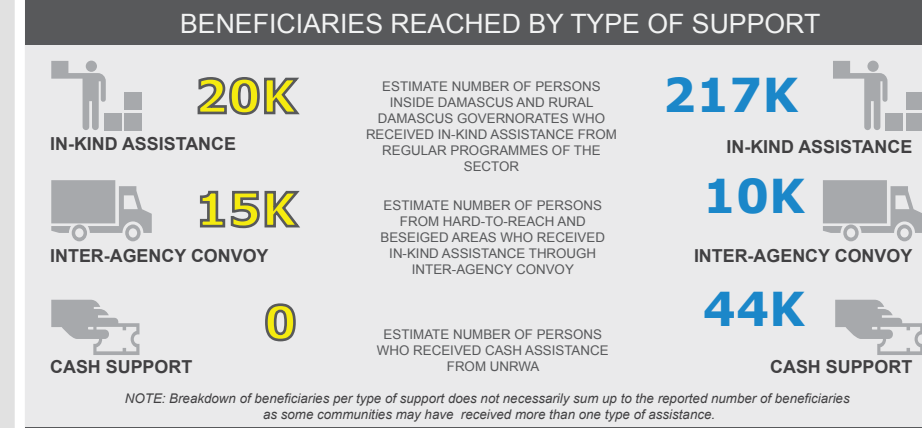 BENEFICIARIES REACHED BY TYPE OF SUPPORT
20K
IN-KIND ASSISTANCE
ESTIMATE NUMBER OF PERSONS
INSIDE DAMASCUS AND RURAL
DAMASCUS GOVERNORATES WHO
RECEIVED IN-KIND ASSISTANCE FROM
REGULAR PROGRAMMES OF THE
SECTOR
217K
IN-KIND ASSISTANCE
15K
INTER-AGENCY CONVOY
ESTIMATE NUMBER OF PERSONS
FROM HARD-TO-REACH AND
BESEIGED AREAS WHO RECEIVED
IN-KIND ASSISTANCE THROUGH
INTER-AGENCY CONVOY
10K
INTER-AGENCY CONVOY
0
CASH SUPPORT
ESTIMATE NUMBER OF PERSONS
WHO RECEIVED CASH ASSISTANCE
FROM UNRWA
44K
CASH SUPPORT
NOTE: Breakdown of beneficiaries per type of support does not necessarily sum up to the reported number of beneficiaries
as some communities may have received more than one type of assistance.